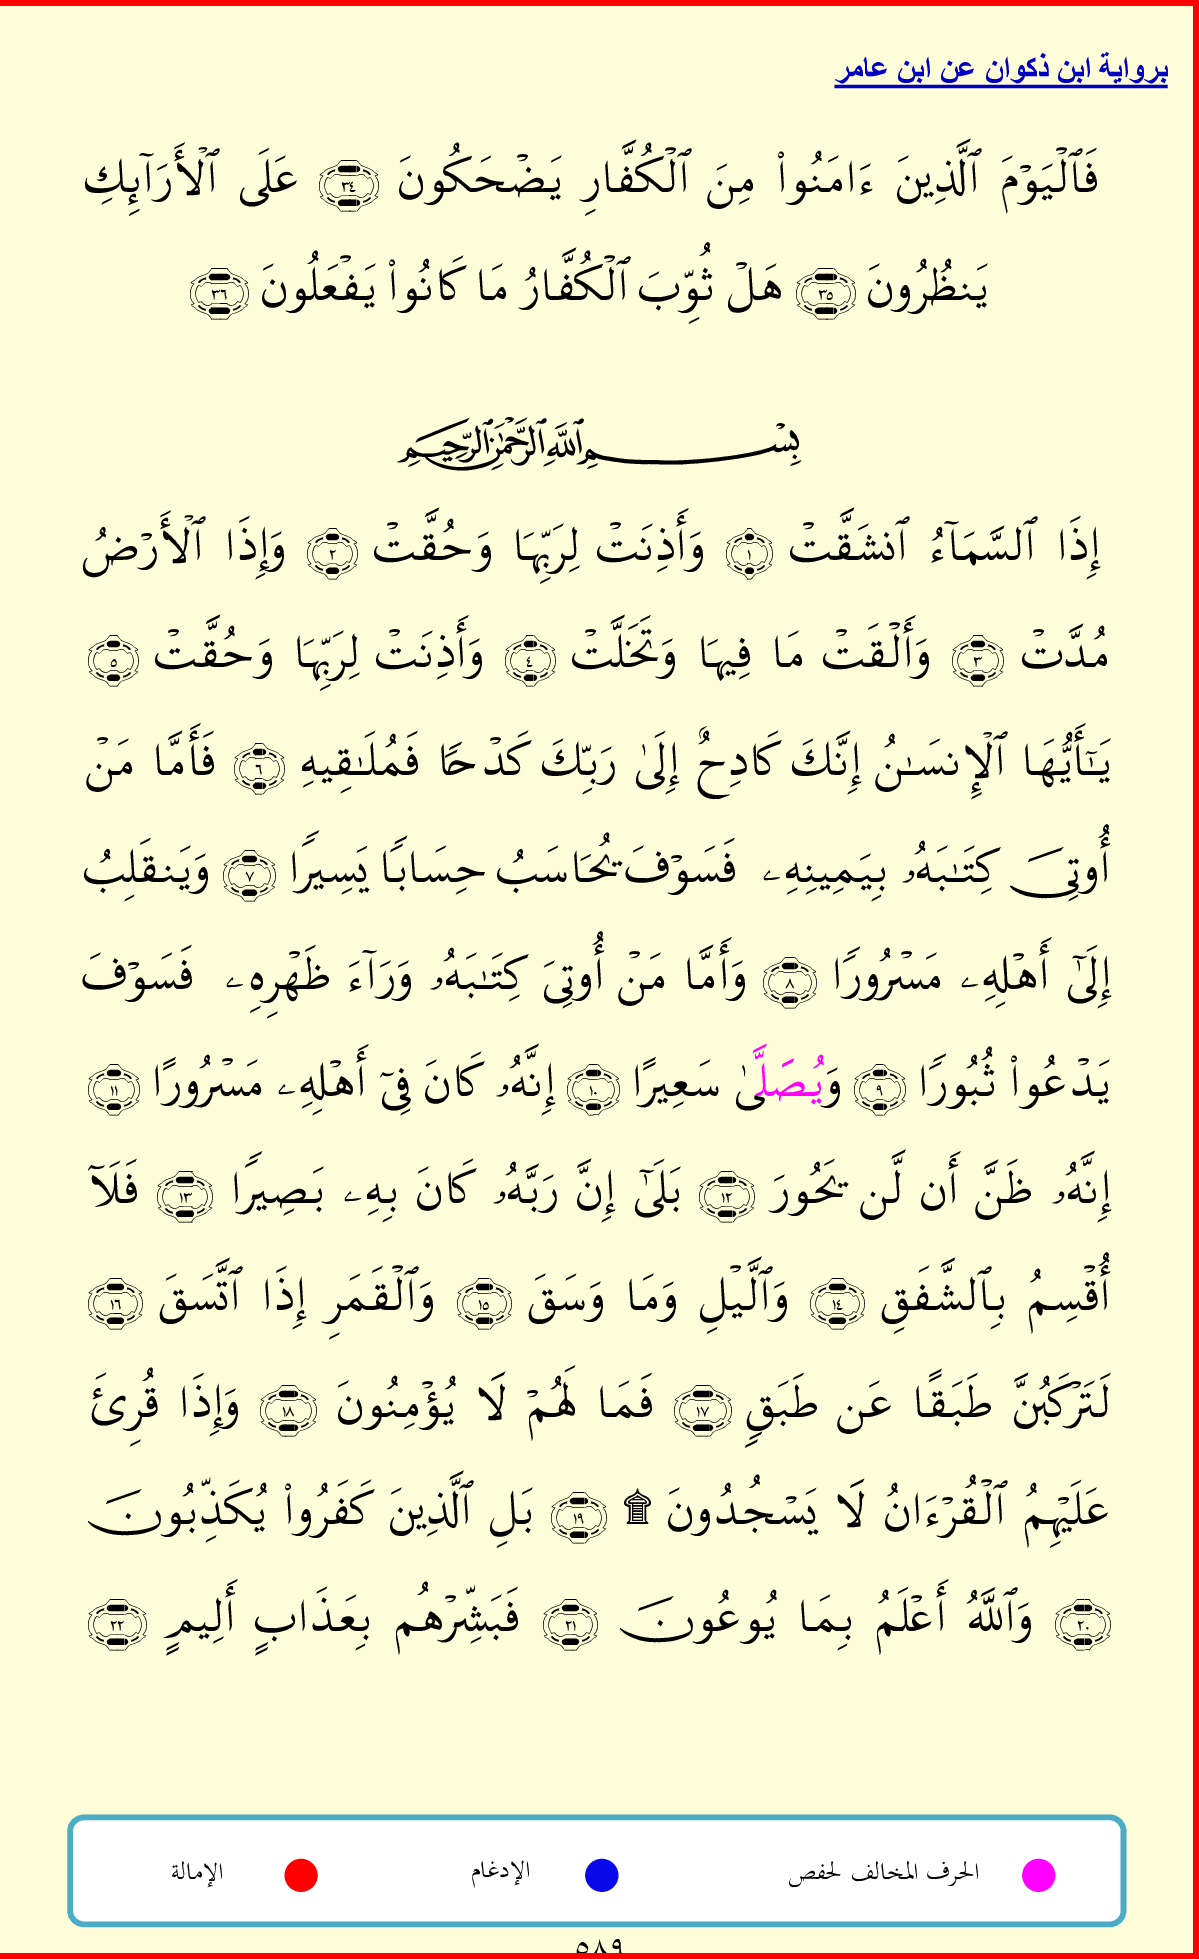 برواية ابن ذكوان عن ابن عامر
فَٱلۡيَوۡمَ ٱلَّذِينَ ءَامَنُواْ مِنَ ٱلۡكُفَّارِ يَضۡحَكُونَ ٣٤ عَلَى ٱلۡأَرَآئِكِ
يَنظُرُونَ ٣٥ هَلۡ ثُوِّبَ ٱلۡكُفَّارُ مَا كَانُواْ يَفۡعَلُونَ ٣٦
بِسۡمِ ٱللَّهِ ٱلرَّحۡمَٰنِ ٱلرَّحِيمِ
إِذَا ٱلسَّمَآءُ ٱنشَقَّتۡ ١ وَأَذِنَتۡ لِرَبِّهَا وَحُقَّتۡ ٢ وَإِذَا ٱلۡأَرۡضُ
مُدَّتۡ ٣ وَأَلۡقَتۡ مَا فِيهَا وَتَخَلَّتۡ ٤ وَأَذِنَتۡ لِرَبِّهَا وَحُقَّتۡ ٥
يَٰٓأَيُّهَا ٱلۡإِنسَٰنُ إِنَّكَ كَادِحٌ إِلَىٰ رَبِّكَ كَدۡحًا فَمُلَٰقِيهِ ٦ فَأَمَّا مَنۡ
أُوتِيَ كِتَٰبَهُۥ بِيَمِينِهِۦ فَسَوۡفَ يُحَاسَبُ حِسَابًا يَسِيرًا ٧ وَيَنقَلِبُ
إِلَىٰٓ أَهۡلِهِۦ مَسۡرُورًا ٨ وَأَمَّا مَنۡ أُوتِيَ كِتَٰبَهُۥ وَرَآءَ ظَهۡرِهِۦ فَسَوۡفَ
يَدۡعُواْ ثُبُورًا ٩ وَيُصَلَّىٰ سَعِيرًا ١٠ إِنَّهُۥ كَانَ فِيٓ أَهۡلِهِۦ مَسۡرُورًا ١١
إِنَّهُۥ ظَنَّ أَن لَّن يَحُورَ ١٢ بَلَىٰٓ إِنَّ رَبَّهُۥ كَانَ بِهِۦ بَصِيرًا ١٣ فَلَآ
أُقۡسِمُ بِٱلشَّفَقِ ١٤ وَٱلَّيۡلِ وَمَا وَسَقَ ١٥ وَٱلۡقَمَرِ إِذَا ٱتَّسَقَ ١٦
لَتَرۡكَبُنَّ طَبَقًا عَن طَبَقٖ ١٧ فَمَا لَهُمۡ لَا يُؤۡمِنُونَ ١٨ وَإِذَا قُرِئَ
عَلَيۡهِمُ ٱلۡقُرۡءَانُ لَا يَسۡجُدُونَ ۩ ١٩ بَلِ ٱلَّذِينَ كَفَرُواْ يُكَذِّبُونَ
٢٠ وَٱللَّهُ أَعۡلَمُ بِمَا يُوعُونَ ٢١ فَبَشِّرۡهُم بِعَذَابٍ أَلِيمٍ ٢٢
الحرف المخالف لحفص الإدغام الإمالة
٥٨٩